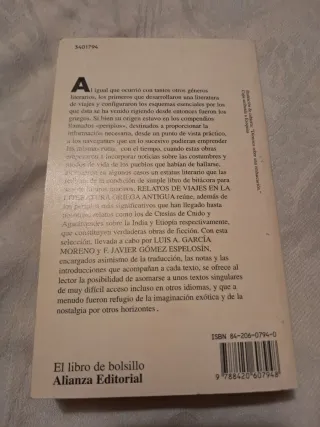 3401794
Al igual que ocurrió con tantos otros géneros
literarios, los primeros que desarrollaron una literatura
de viajes y configuraron los esquemas esenciales por los
que ésta se ha venido rigiendo desde entonces fueron los
griegos. Si bien su origen estuvo en los compendios
llamados «periplos», destinados a proporcionar la
información necesaria, desde un punto de vista práctico,
a los navegantes que en lo sucesivo pudieran emprender
las mismas rutas, con el tiempo, cuando estas obras
empezaron a incorporar noticias sobre las costumbres y
modos de vida de los pueblos que se hallaban,
en algunos casos un estatus literario que las
de la condición de simple libro de bitácora para
RELATOS DE VIAJES EN LA
LITERATURA GRIEGA ANTIGUA reúne, además de
los periplos más significativos que han llegado hasta
nosotros, relatos como los de Ctesias de Cnido y
Agatárquides sobre la India y Etiopía respectivamente,
que constituyen verdaderas obras de ficción. Con esta
selección, llevada a cabo por LUIS A. GARCÍA
MORENO y F. JAVIER GÓMEZ ESPELOSÍN,
encargados asimismo de la traducción, las notas y las
introducciones que acompañan a cada texto, se ofrece al
lector la posibilidad de asomarse a unos textos singulares
de muy difícil acceso incluso en otros idiomas, y que a
menudo fueron refugio de la imaginación exótica y de la
nostalgia por otros horizontes.
ISBN 84-206-0794-0
9 788420 607948
El libro de bolsillo
Alianza Editorial